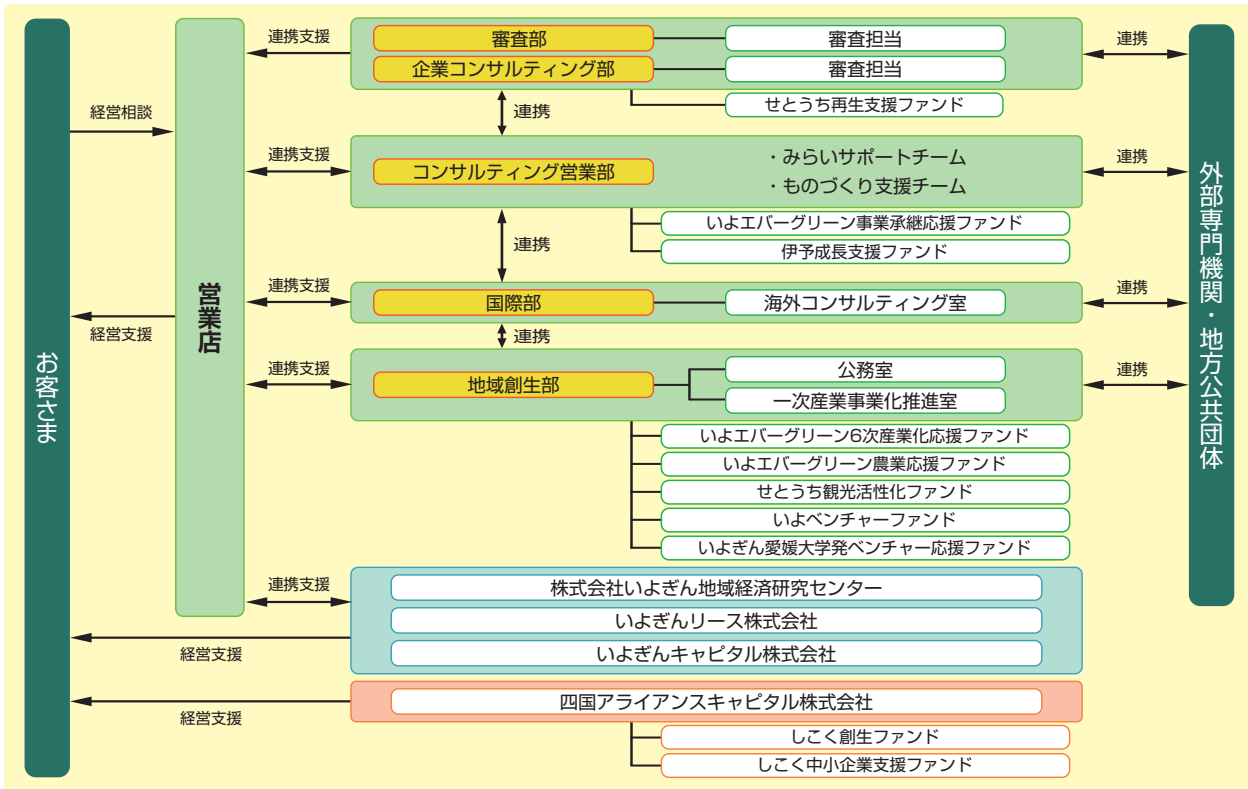 お客さま
経営相談
経営支援
営業店
連携支援
審査部
審査担当
企業コンサルティング部
審査担当
連携
せとうち再生支援ファンド
連携
連携支援
コンサルティング営業部
・みらいサポートチーム
・ものづくり支援チーム
連携
いよエバーグリーン事業承継応援ファンド
伊予成長支援ファンド
連携
連携支援
国際部
海外コンサルティング室
連携
連携
連携支援
地域創生部
公務室
一次産業事業化推進室
連携
いよエバーグリーン6次産業化応援ファンド
いよエバーグリーン農業応援ファンド
せとうち観光活性化ファンド
いよベンチャーファンド
いよぎん愛媛大学発ベンチャー応援ファンド
連携支援
株式会社いよぎん地域経済研究センター
いよぎんリース株式会社
いよぎんキャピタル株式会社
経営支援
四国アライアンスキャピタル株式会社
経営支援
しこく創生ファンド
しこく中小企業支援ファンド
外部専門機関・地方公共団体